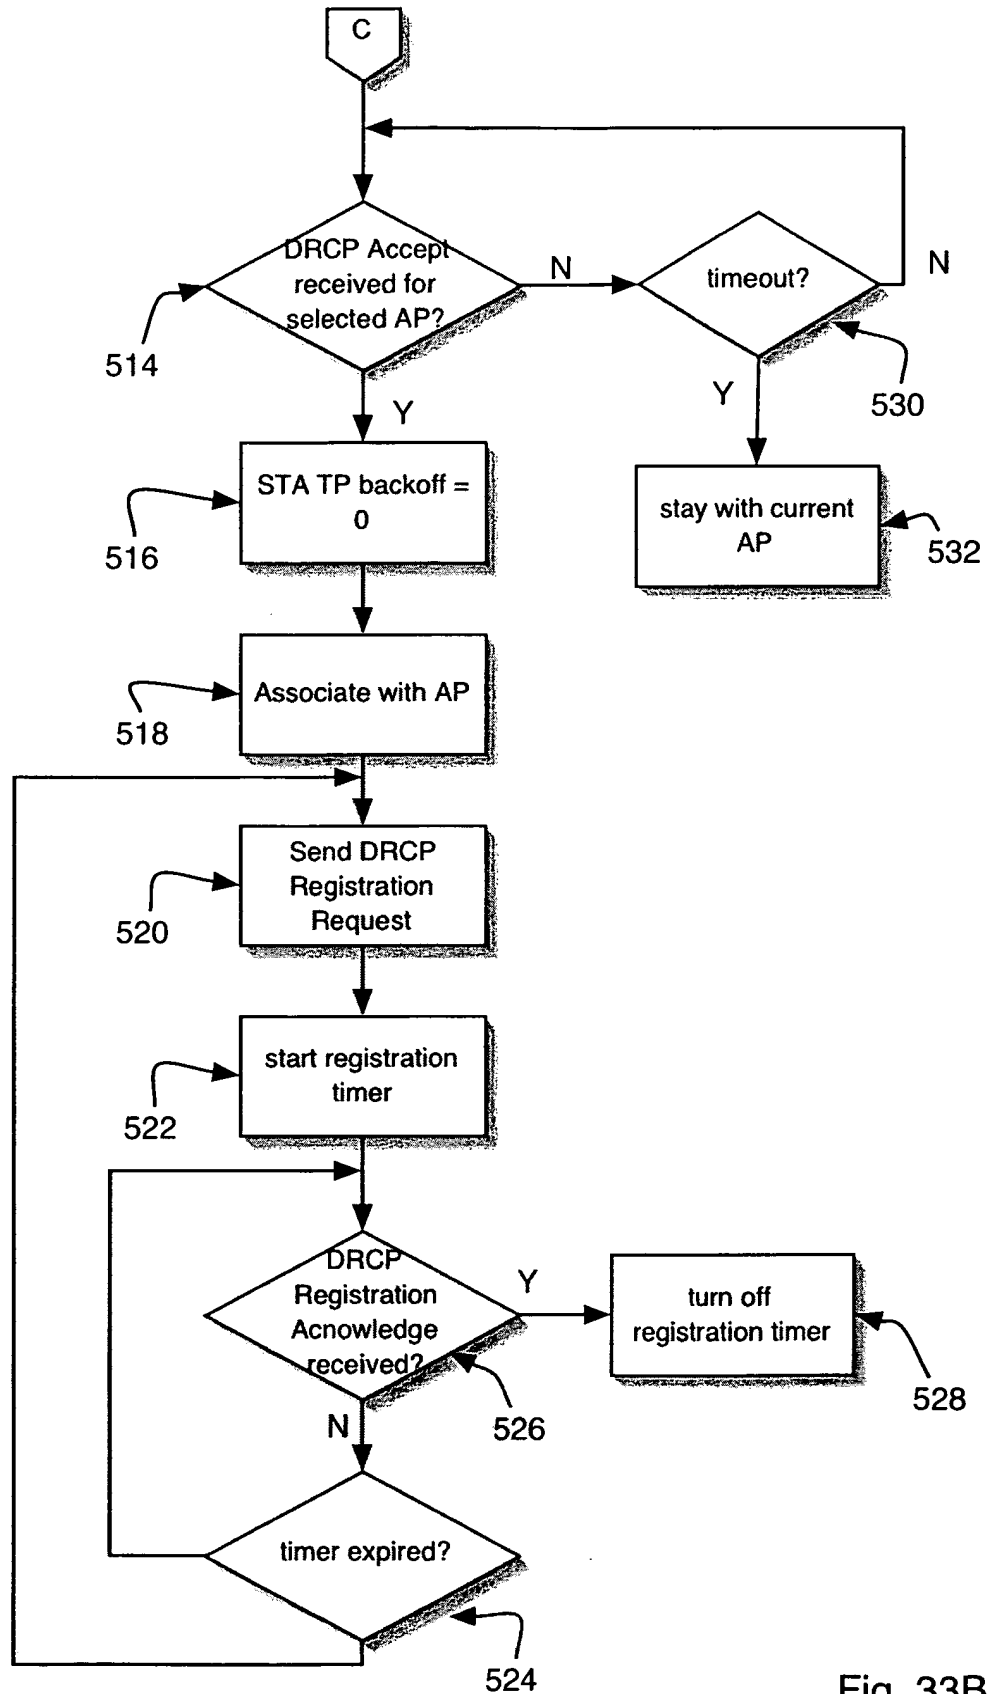 C
DRCP Accept
received for
selected AP?
N
timeout?
N
514
Y
Y
530
STA TP backoff =
0
516
stay with current
AP
532
Associate with AP
518
Send DRCP
Registration
Request
520
start registration
timer
522
DRCP
Registration
Acnowledge
received?
Y
turn off
registration timer
N
526
528
timer expired?
524
Fig. 33B